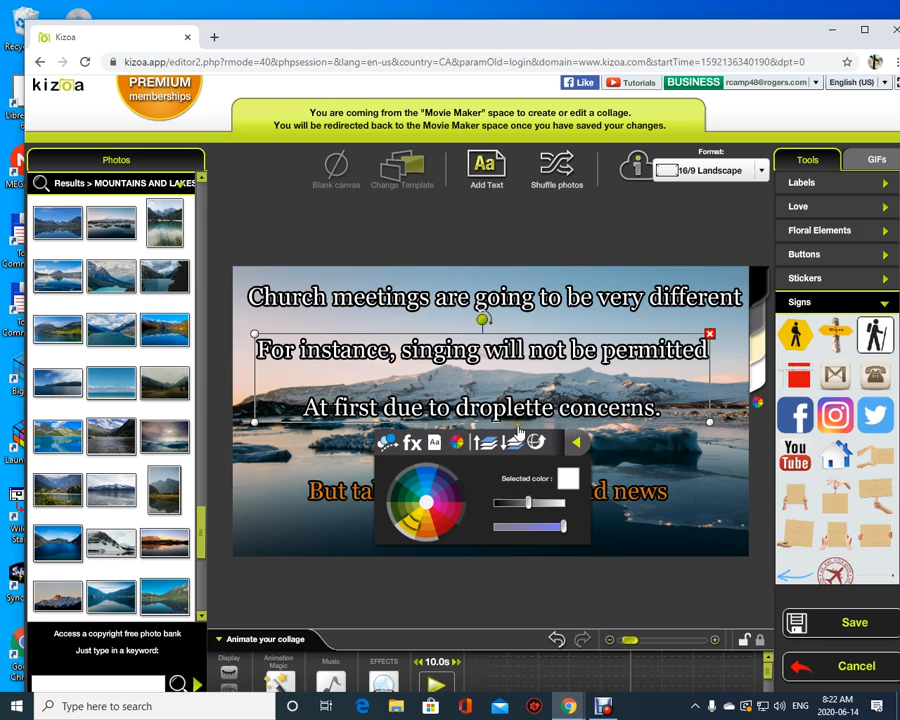 Recy
Kizoa
kizoa.app/editor2.php?rmode=40&phpsession=&lang=en-us&country=CA&paramOld=login&domain=www.kizoa.com&startTime=1592136340190&dpt=0
kizoa
PREMIUM
memberships
Like
Tutorials
BUSINESS
rcamp48@rogers.com
English (US)
You are coming from the "Movie Maker" space to create or edit a collage.
You will be redirected back to the Movie Maker space once you have saved your changes.
Photos
Results > MOUNTAINS AND LAKES
Blank canvas
Change Template
Aa
Add Text
Shuffle photos
Format:
16/9 Landscape
Tools
GIFs
Labels
Love
Floral Elements
Buttons
Stickers
Signs
You
Tube
Church meetings are going to be very different
For instance, singing will not be permitted
At first due to droplette concerns.
fx
Aa
Selected color :
But ta
d news
Access a copyright free photo bank
Just type in a keyword:
Animate your collage
Display
Animation
Magic
Music
EFFECTS
10.0s
Save
Cancel
Type here to search
ENG
8:22 AM
2020-06-14